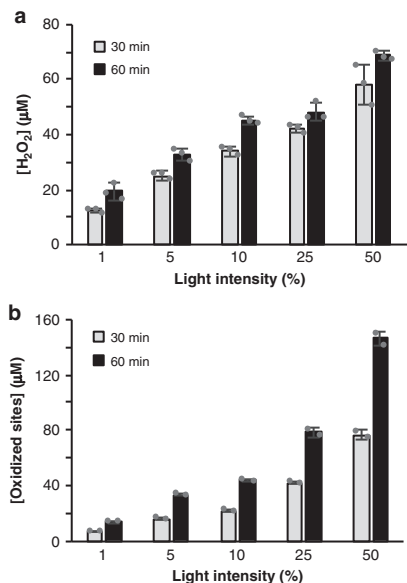 a
80
60
40
20
0
[H₂O₂] (µM)
30 min
60 min
1 5 10 25 50
Light intensity (%)
b
160
120
80
40
0
[Oxidized sites] (µM)
30 min
60 min
1 5 10 25 50
Light intensity (%)